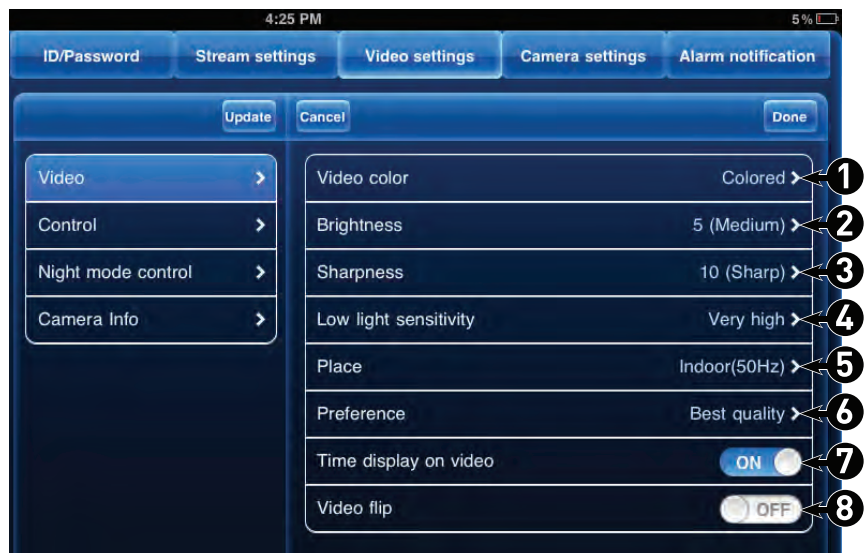 4:25 PM 5%
ID/Password Stream settings Video settings Camera settings Alarm notification
Update Cancel Done
Video
Control
Night mode control
Camera Info
Video color Colored 1
Brightness 5 (Medium) 2
Sharpness 10 (Sharp) 3
Low light sensitivity Very high 4
Place Indoor(50Hz) 5
Preference Best quality 6
Time display on video ON 7
Video flip OFF 8